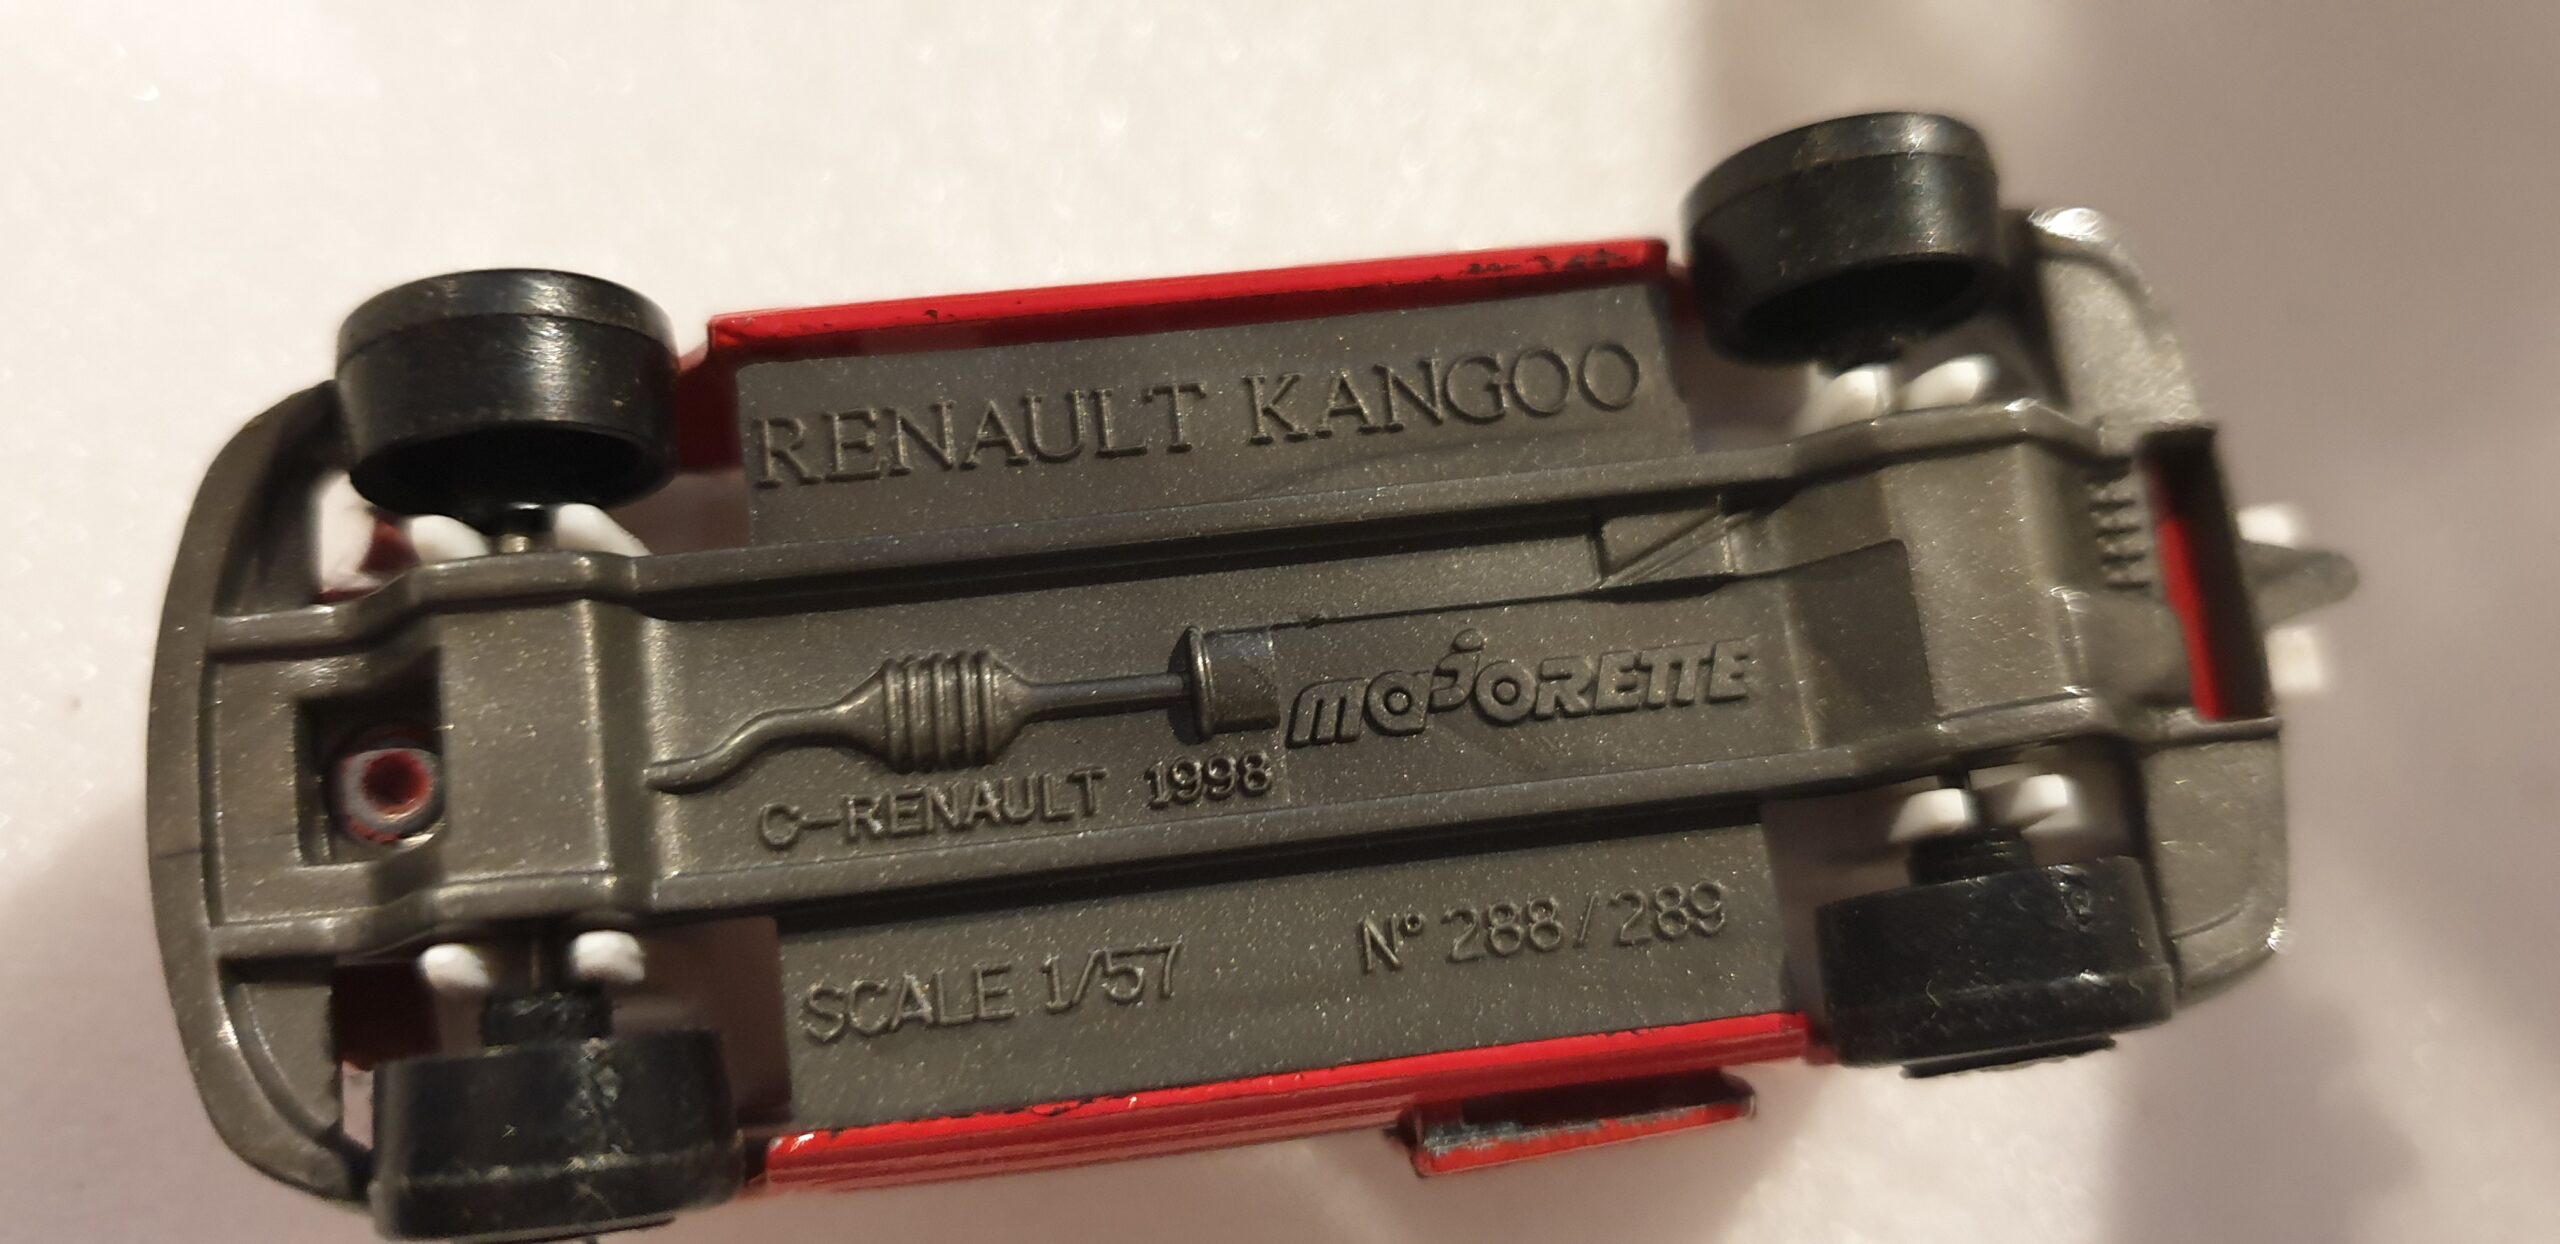 RENAULT KANGOO
majORETTE
C-RENAULT 1998
SCALE 1/57 N° 288/289